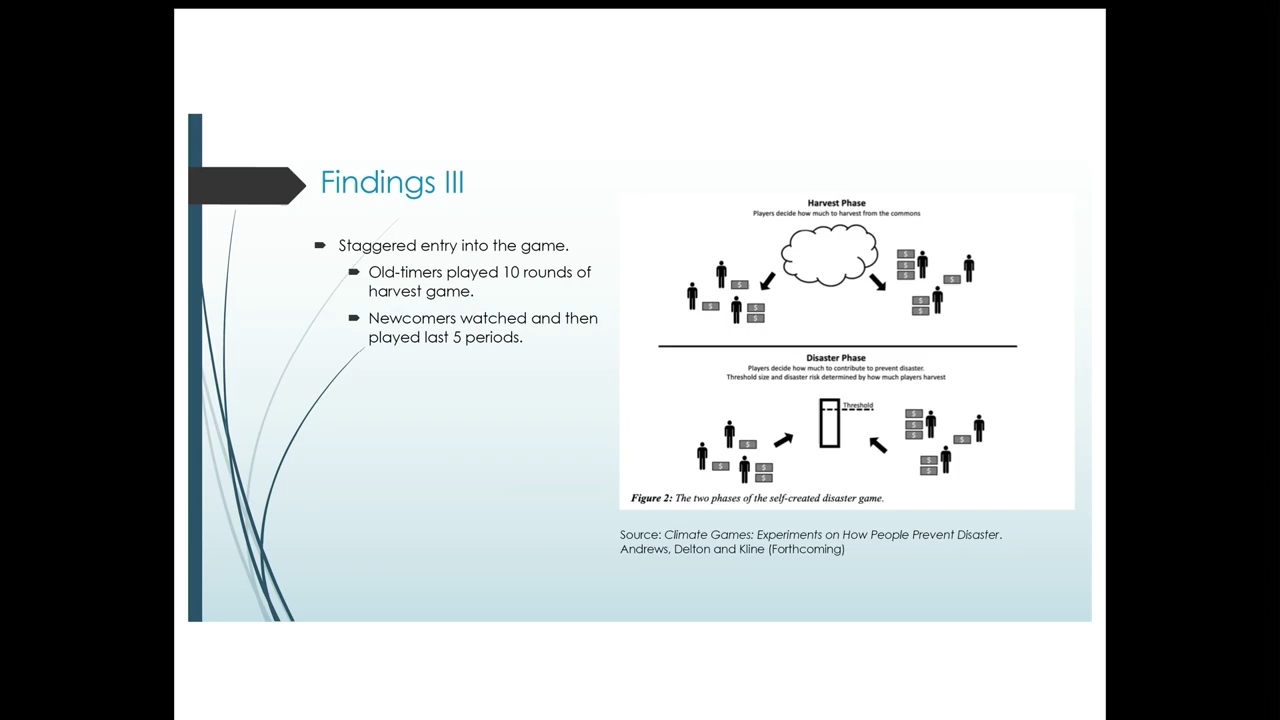 Findings III
Staggered entry into the game.
Old-timers played 10 rounds of
harvest game.
Newcomers watched and then
played last 5 periods.
Harvest Phase
Players decide how much to harvest from the commons
$
$
$
$
$
$
$
$
$
$
Disaster Phase
Players decide how much to contribute to prevent disaster.
Threshold size and disaster risk determined by how much players harvest
Threshold
$
$
$
$
$
$
$
$
$
$
Figure 2: The two phases of the self-created disaster game.
Source: Climate Games: Experiments on How People Prevent Disaster.
Andrews, Delton and Kline (Forthcoming)